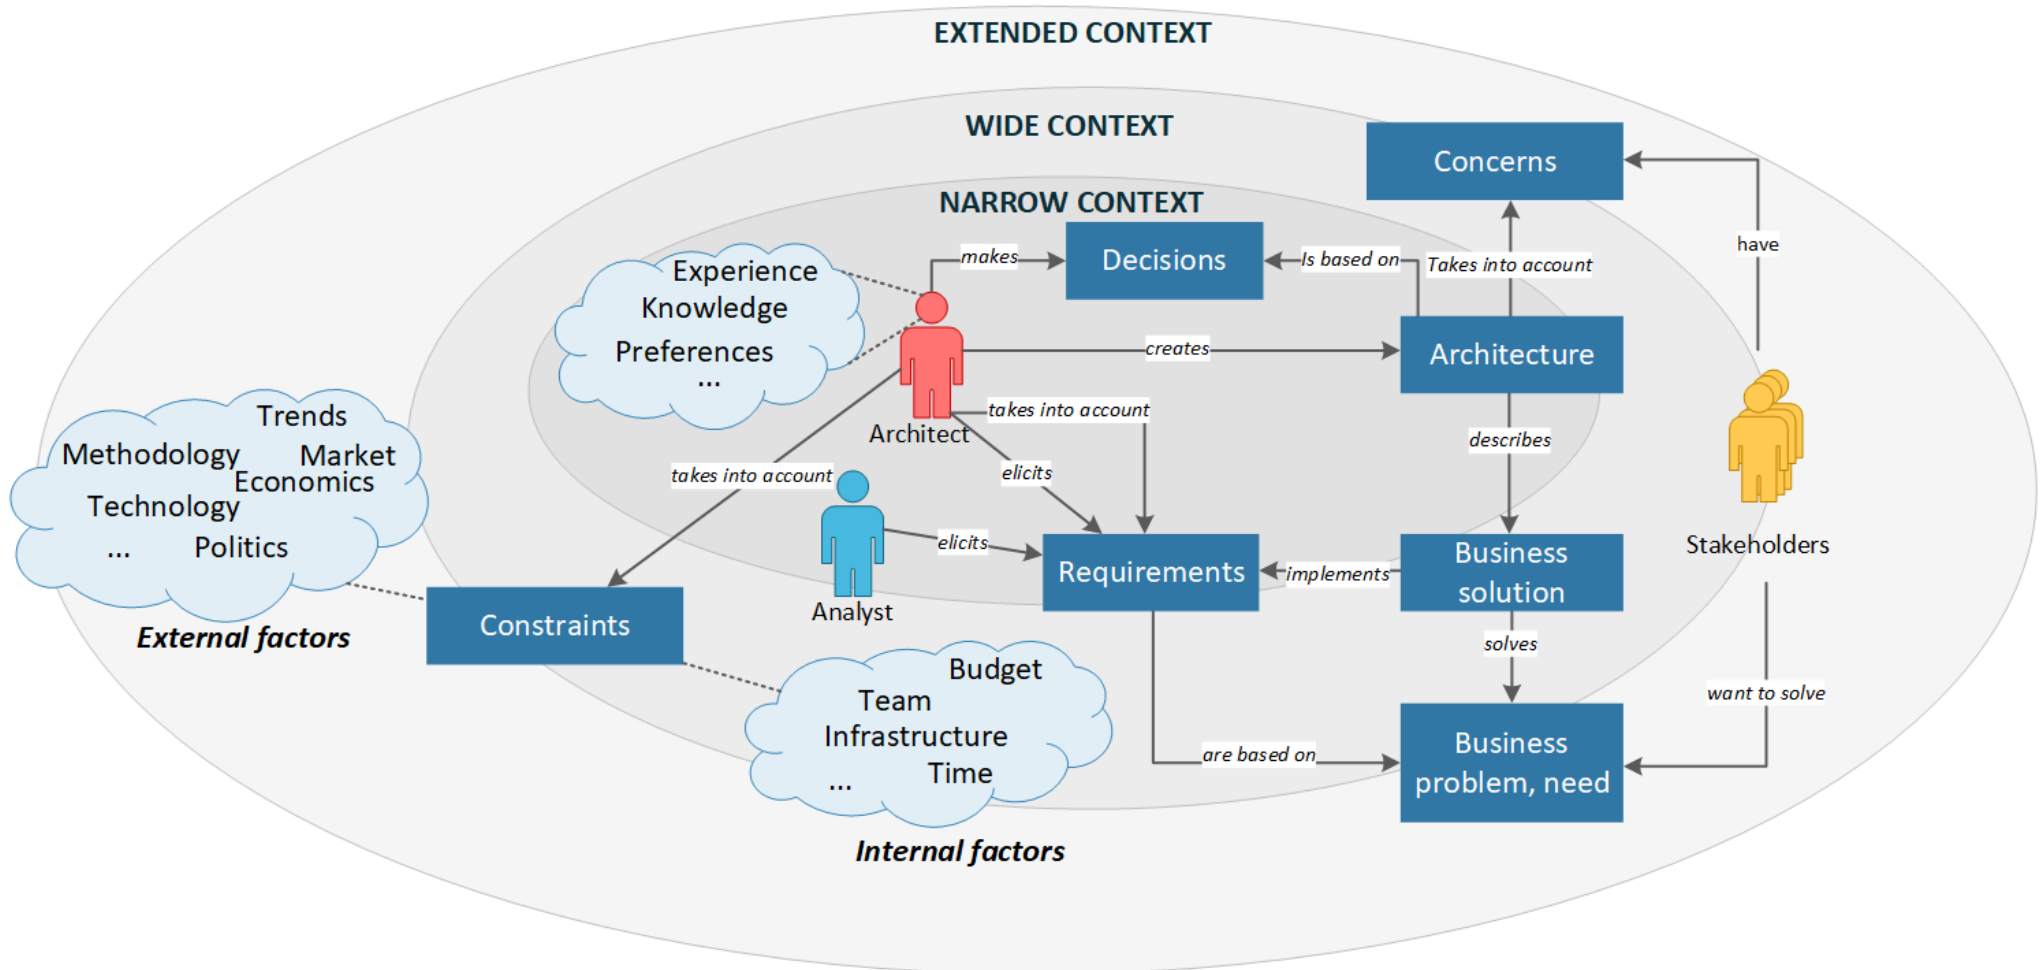 EXTENDED CONTEXT
WIDE CONTEXT
Concerns
NARROW CONTEXT
have
Experience
Knowledge
Preferences
...
makes
Decisions
Is based on
Takes into account
creates
Architecture
Architect
takes into account
describes
Trends
Methodology
Market
Economics
Technology
...
Politics
External factors
takes into account
elicits
elicits
Analyst
Requirements
implements
Business
solution
Stakeholders
Constraints
solves
want to solve
Budget
Team
Infrastructure
...
Time
Internal factors
are based on
Business
problem, need